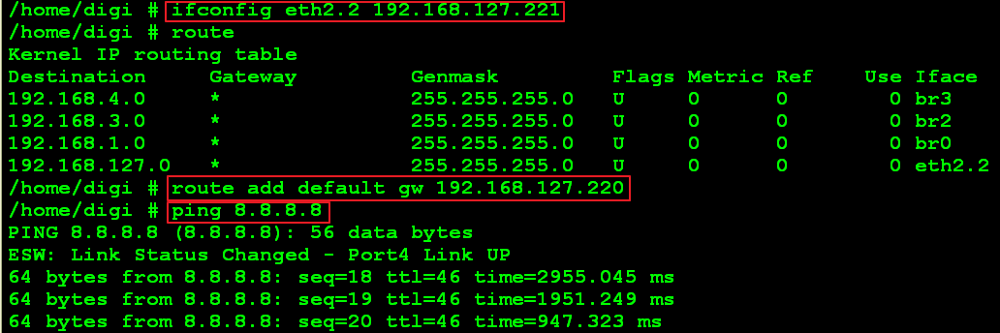 /home/digi # ifconfig eth2.2 192.168.127.221
/home/digi # route
Kernel IP routing table
Destination     Gateway         Genmask         Flags Metric Ref    Use Iface
192.168.4.0     *               255.255.255.0   U     0      0        0 br3
192.168.3.0     *               255.255.255.0   U     0      0        0 br2
192.168.1.0     *               255.255.255.0   U     0      0        0 br0
192.168.127.0   *               255.255.255.0   U     0      0        0 eth2.2
/home/digi # route add default gw 192.168.127.220
/home/digi # ping 8.8.8.8
PING 8.8.8.8 (8.8.8.8): 56 data bytes
ESW: Link Status Changed - Port4 Link UP
64 bytes from 8.8.8.8: seq=18 ttl=46 time=2955.045 ms
64 bytes from 8.8.8.8: seq=19 ttl=46 time=1951.249 ms
64 bytes from 8.8.8.8: seq=20 ttl=46 time=947.323 ms